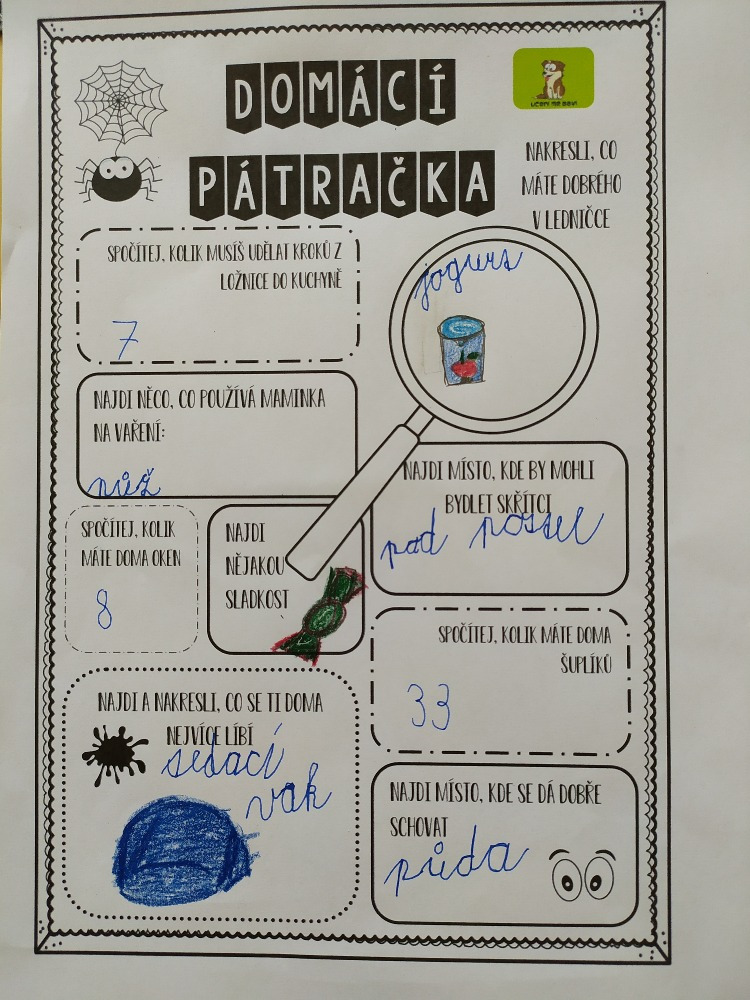 DOMÁCÍ
PÁTRAČKA
UČENÍ MĚ BAVÍ
NAKRESLI, CO
MÁTE DOBRÉHO
V LEDNIČCE
jogurt
SPOČÍTEJ, KOLIK MUSÍŠ UDĚLAT KROKŮ Z
LOŽNICE DO KUCHYNĚ
7
NAJDI NĚCO, CO POUŽÍVÁ MAMINKA
NA VAŘENÍ:
nůž
NAJDI MÍSTO, KDE BY MOHLI
BYDLET SKŘÍTCI
pod postel
SPOČÍTEJ, KOLIK
MÁTE DOMA OKEN
8
NAJDI
NĚJAKOU
SLADKOST
SPOČÍTEJ, KOLIK MÁTE DOMA
ŠUPLÍKŮ
33
NAJDI A NAKRESLI, CO SE TI DOMA
NEJVÍCE LÍBÍ
sedací
vak
NAJDI MÍSTO, KDE SE DÁ DOBŘE
SCHOVAT
půda